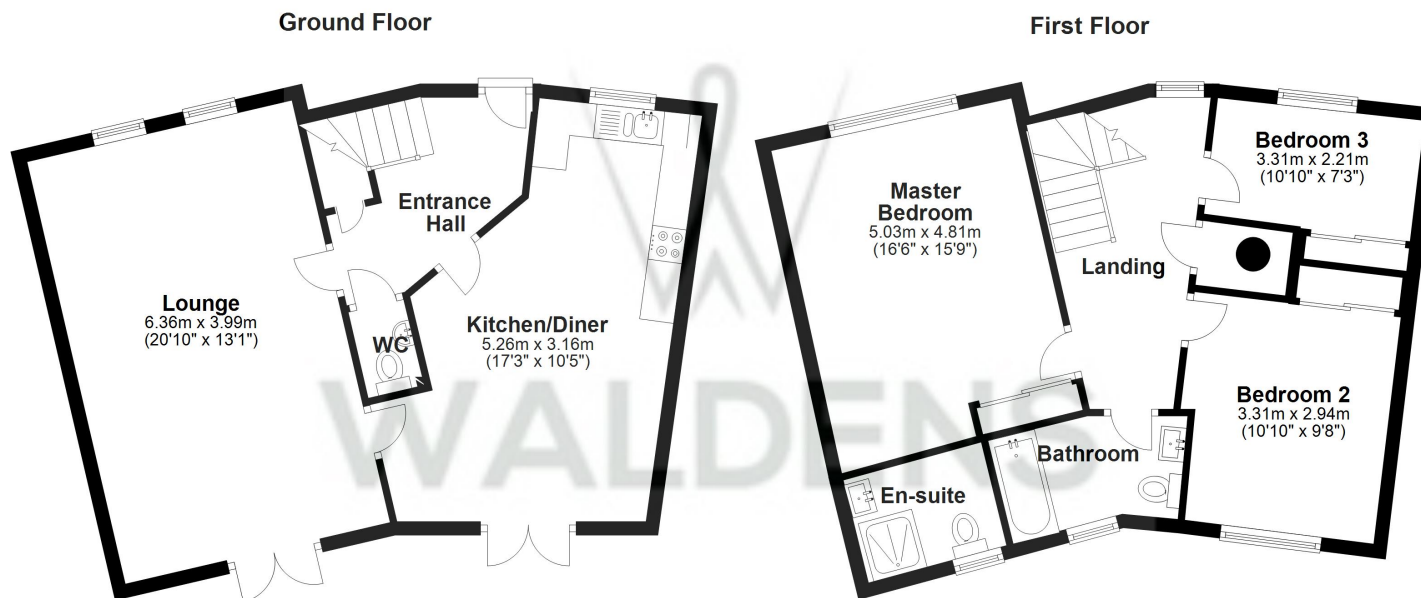 Ground Floor
Lounge
6.36m x 3.99m
(20'10" x 13'1")
Entrance
Hall
WC
Kitchen/Diner
5.26m x 3.16m
(17'3" x 10'5")
First Floor
Master
Bedroom
5.03m x 4.81m
(16'6" x 15'9")
Landing
Bedroom 3
3.31m x 2.21m
(10'10" x 7'3")
Bedroom 2
3.31m x 2.94m
(10'10" x 9'8")
Bathroom
En-suite
WALDENS